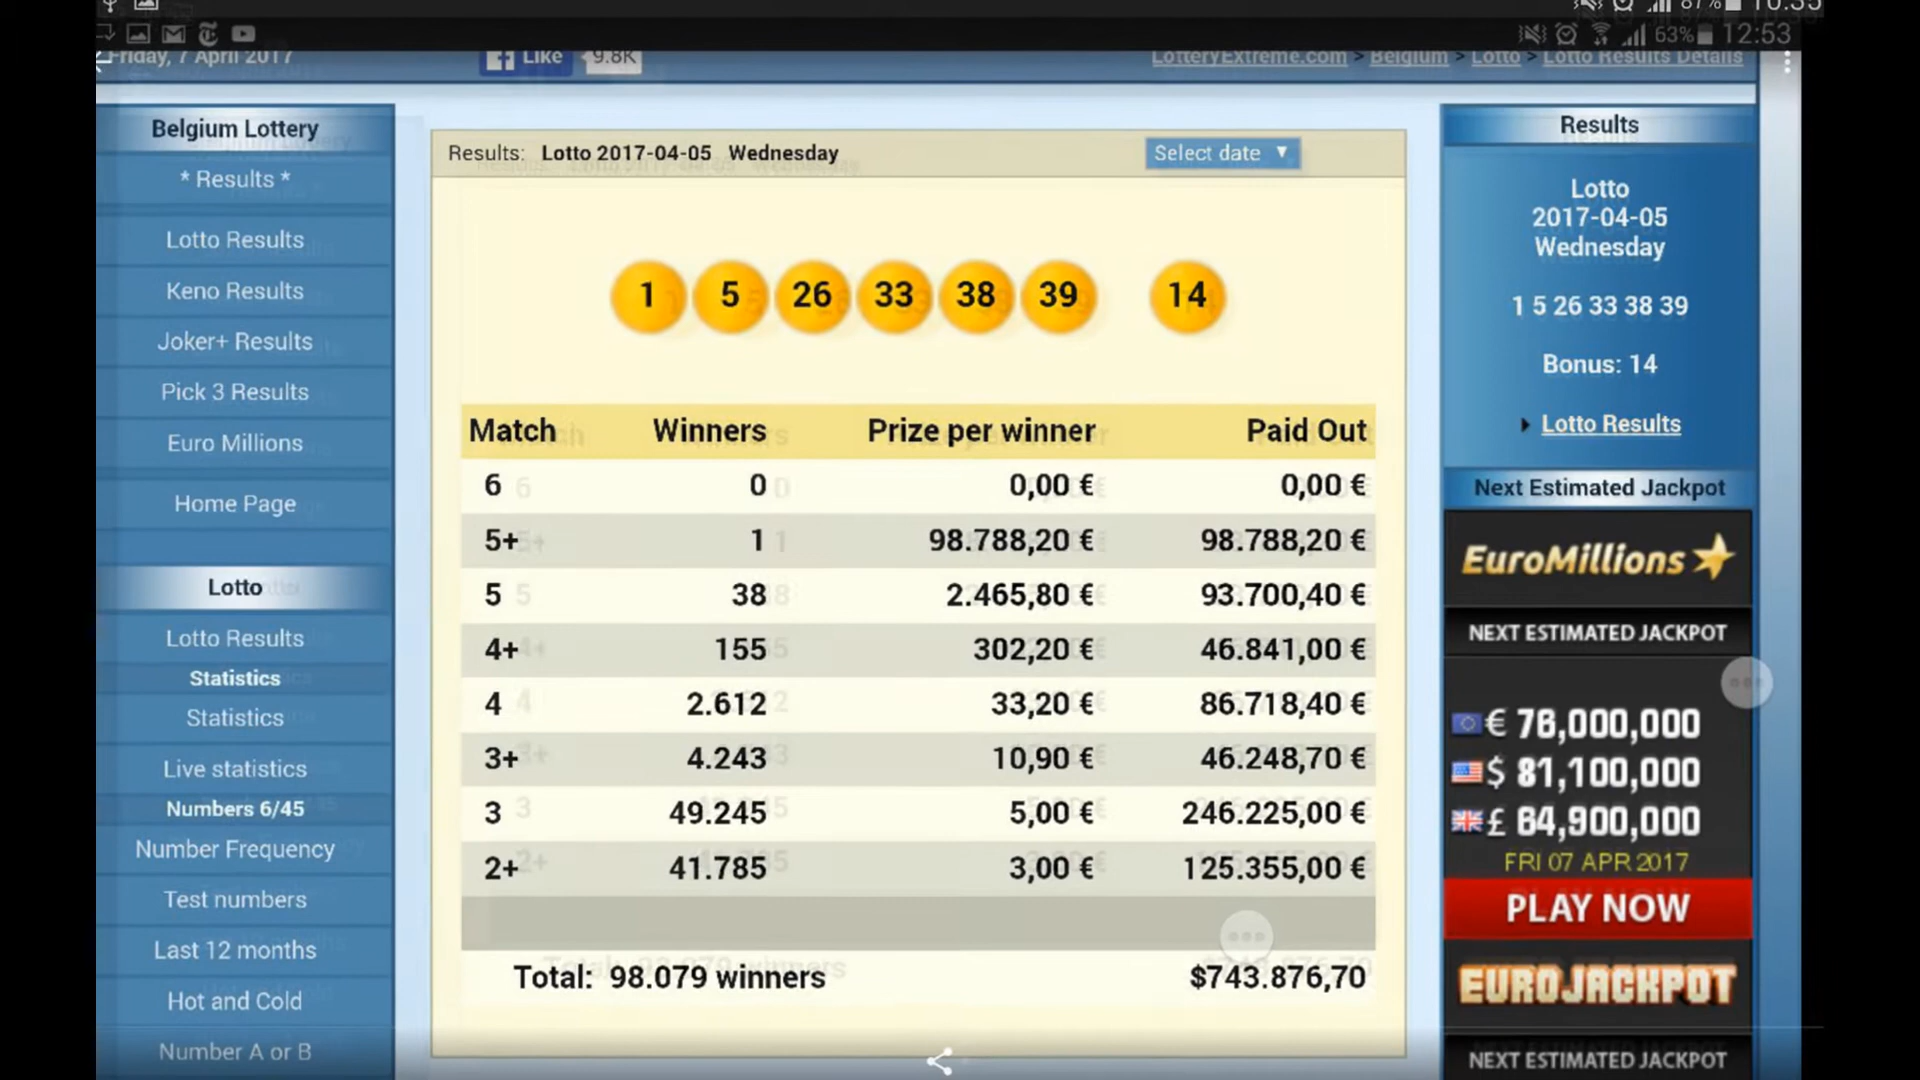 87% 10:35
63% 12:53
Friday, 7 April 2017
Like 9.8K
LotteryExtreme.com > Belgium > Lotto > Lotto Results Details
Belgium Lottery
* Results *
Lotto Results
Keno Results
Joker+ Results
Pick 3 Results
Euro Millions
Home Page
Lotto
Lotto Results
Statistics
Statistics
Live statistics
Numbers 6/45
Number Frequency
Test numbers
Last 12 months
Hot and Cold
Number A or B
Results: Lotto 2017-04-05 Wednesday
Select date ▼
1 5 26 33 38 39 14
Match Winners Prize per winner Paid Out
6 0 0,00 € 0,00 €
5+ 1 98.788,20 € 98.788,20 €
5 38 2.465,80 € 93.700,40 €
4+ 155 302,20 € 46.841,00 €
4 2.612 33,20 € 86.718,40 €
3+ 4.243 10,90 € 46.248,70 €
3 49.245 5,00 € 246.225,00 €
2+ 41.785 3,00 € 125.355,00 €
Total: 98.079 winners $743.876,70
Results
Lotto
2017-04-05
Wednesday
1 5 26 33 38 39
Bonus: 14
Lotto Results
Next Estimated Jackpot
EuroMillions
NEXT ESTIMATED JACKPOT
€ 76,000,000
$ 81,100,000
£ 64,900,000
FRI 07 APR 2017
PLAY NOW
EUROJACKPOT
NEXT ESTIMATED JACKPOT